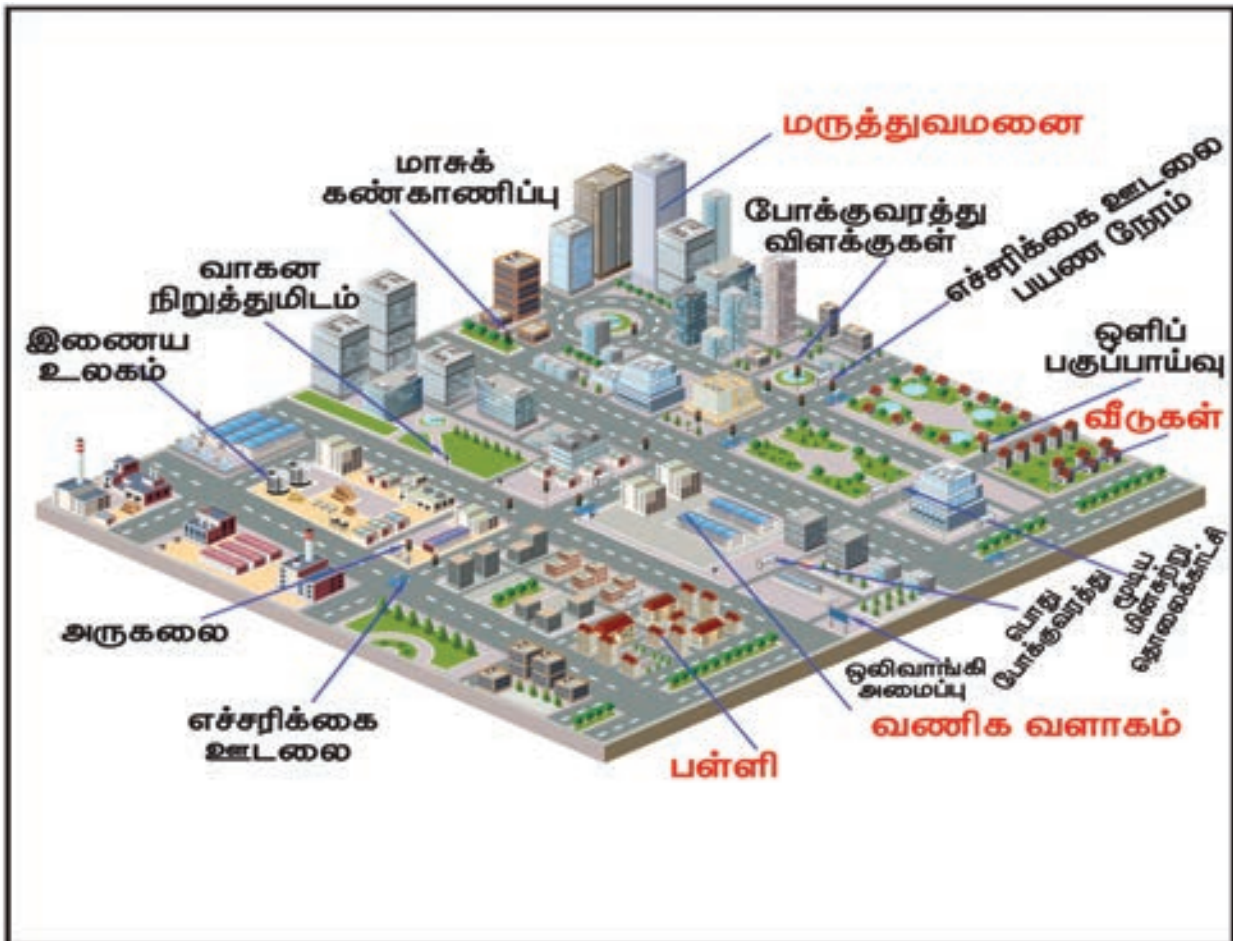 மருத்துவமனை
மாசுக்
கண்காணிப்பு
போக்குவரத்து
விளக்குகள்
எச்சரிக்கை ஊடலை
பயண நேரம்
வாகன
நிறுத்துமிடம்
இணைய
உலகம்
ஒளிப்
பகுப்பாய்வு
வீடுகள்
அருகலை
எச்சரிக்கை
ஊடலை
பள்ளி
ஒலிவாங்கி
அமைப்பு
வணிக வளாகம்
பொது
போக்குவரத்து
மூடிய
மின்சுற்று
தொலைக்காட்சி